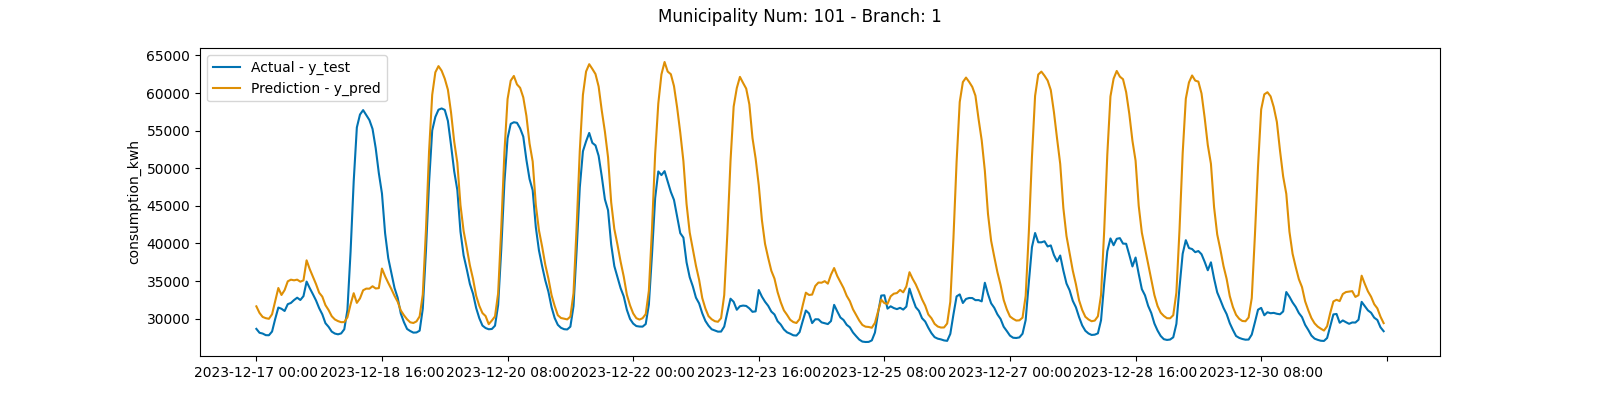 Municipality Num: 101 - Branch: 1
Actual - y_test
Prediction - y_pred
consumption_kwh
65000
60000
55000
50000
45000
40000
35000
30000
2023-12-17 00:00 2023-12-18 16:00 2023-12-20 08:00 2023-12-22 00:00 2023-12-23 16:00 2023-12-25 08:00 2023-12-27 00:00 2023-12-28 16:00 2023-12-30 08:00